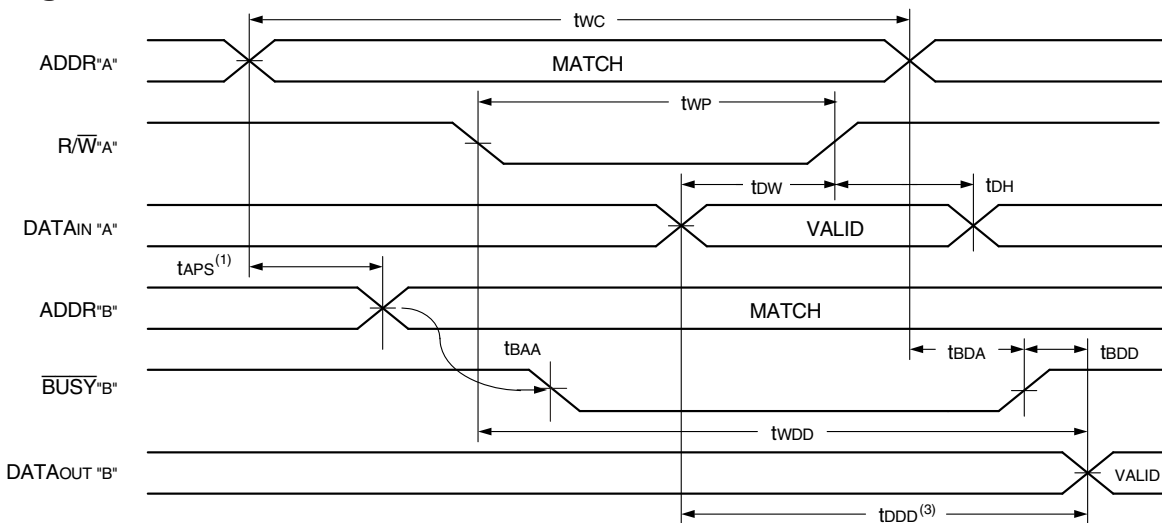 tWC
ADDR"A"
MATCH
tWP
R/W̅"A"
tDW
tDH
DATAIN "A"
VALID
tAPS(1)
ADDR"B"
MATCH
tBAA
tBDA
tBDD
B̅U̅S̅Y̅"B"
tWDD
DATAOUT "B"
VALID
tDDD(3)